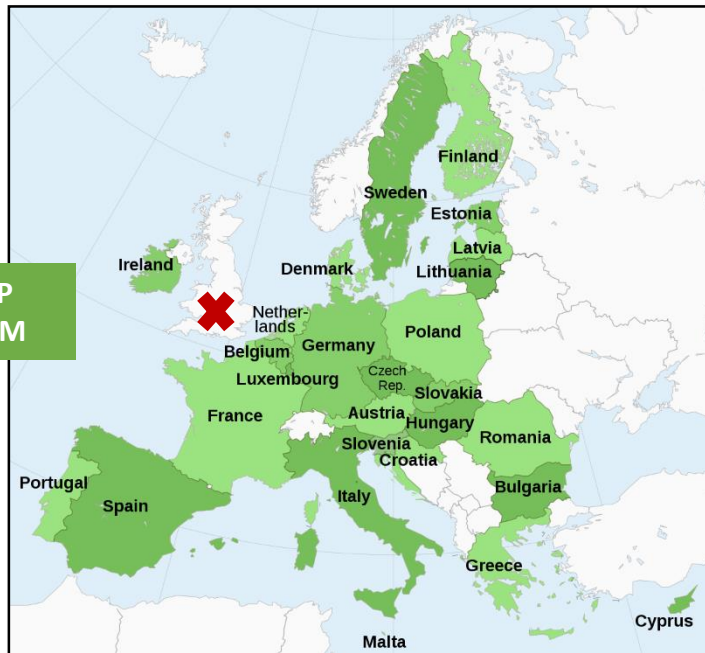 Finland
Sweden
Estonia
Latvia
Lithuania
Ireland
Denmark
P
M
Nether-
lands
Poland
Belgium
Germany
Luxembourg
Czech
Rep.
Slovakia
France
Austria
Hungary
Slovenia
Romania
Croatia
Portugal
Spain
Italy
Bulgaria
Greece
Cyprus
Malta